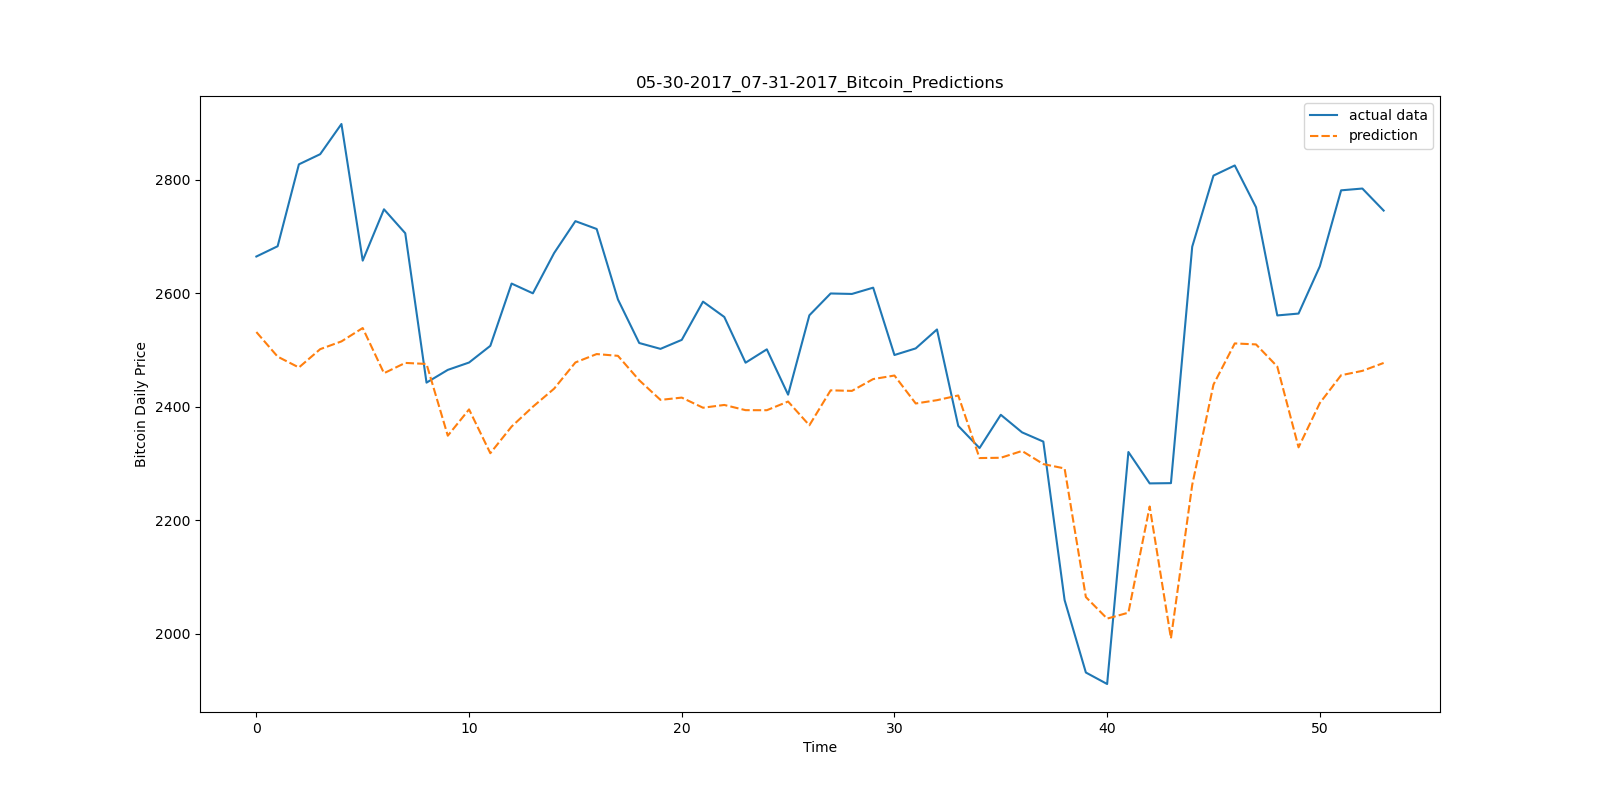 05-30-2017_07-31-2017_Bitcoin_Predictions
actual data
prediction
Bitcoin Daily Price
2800
2600
2400
2200
2000
0 10 20 30 40 50
Time